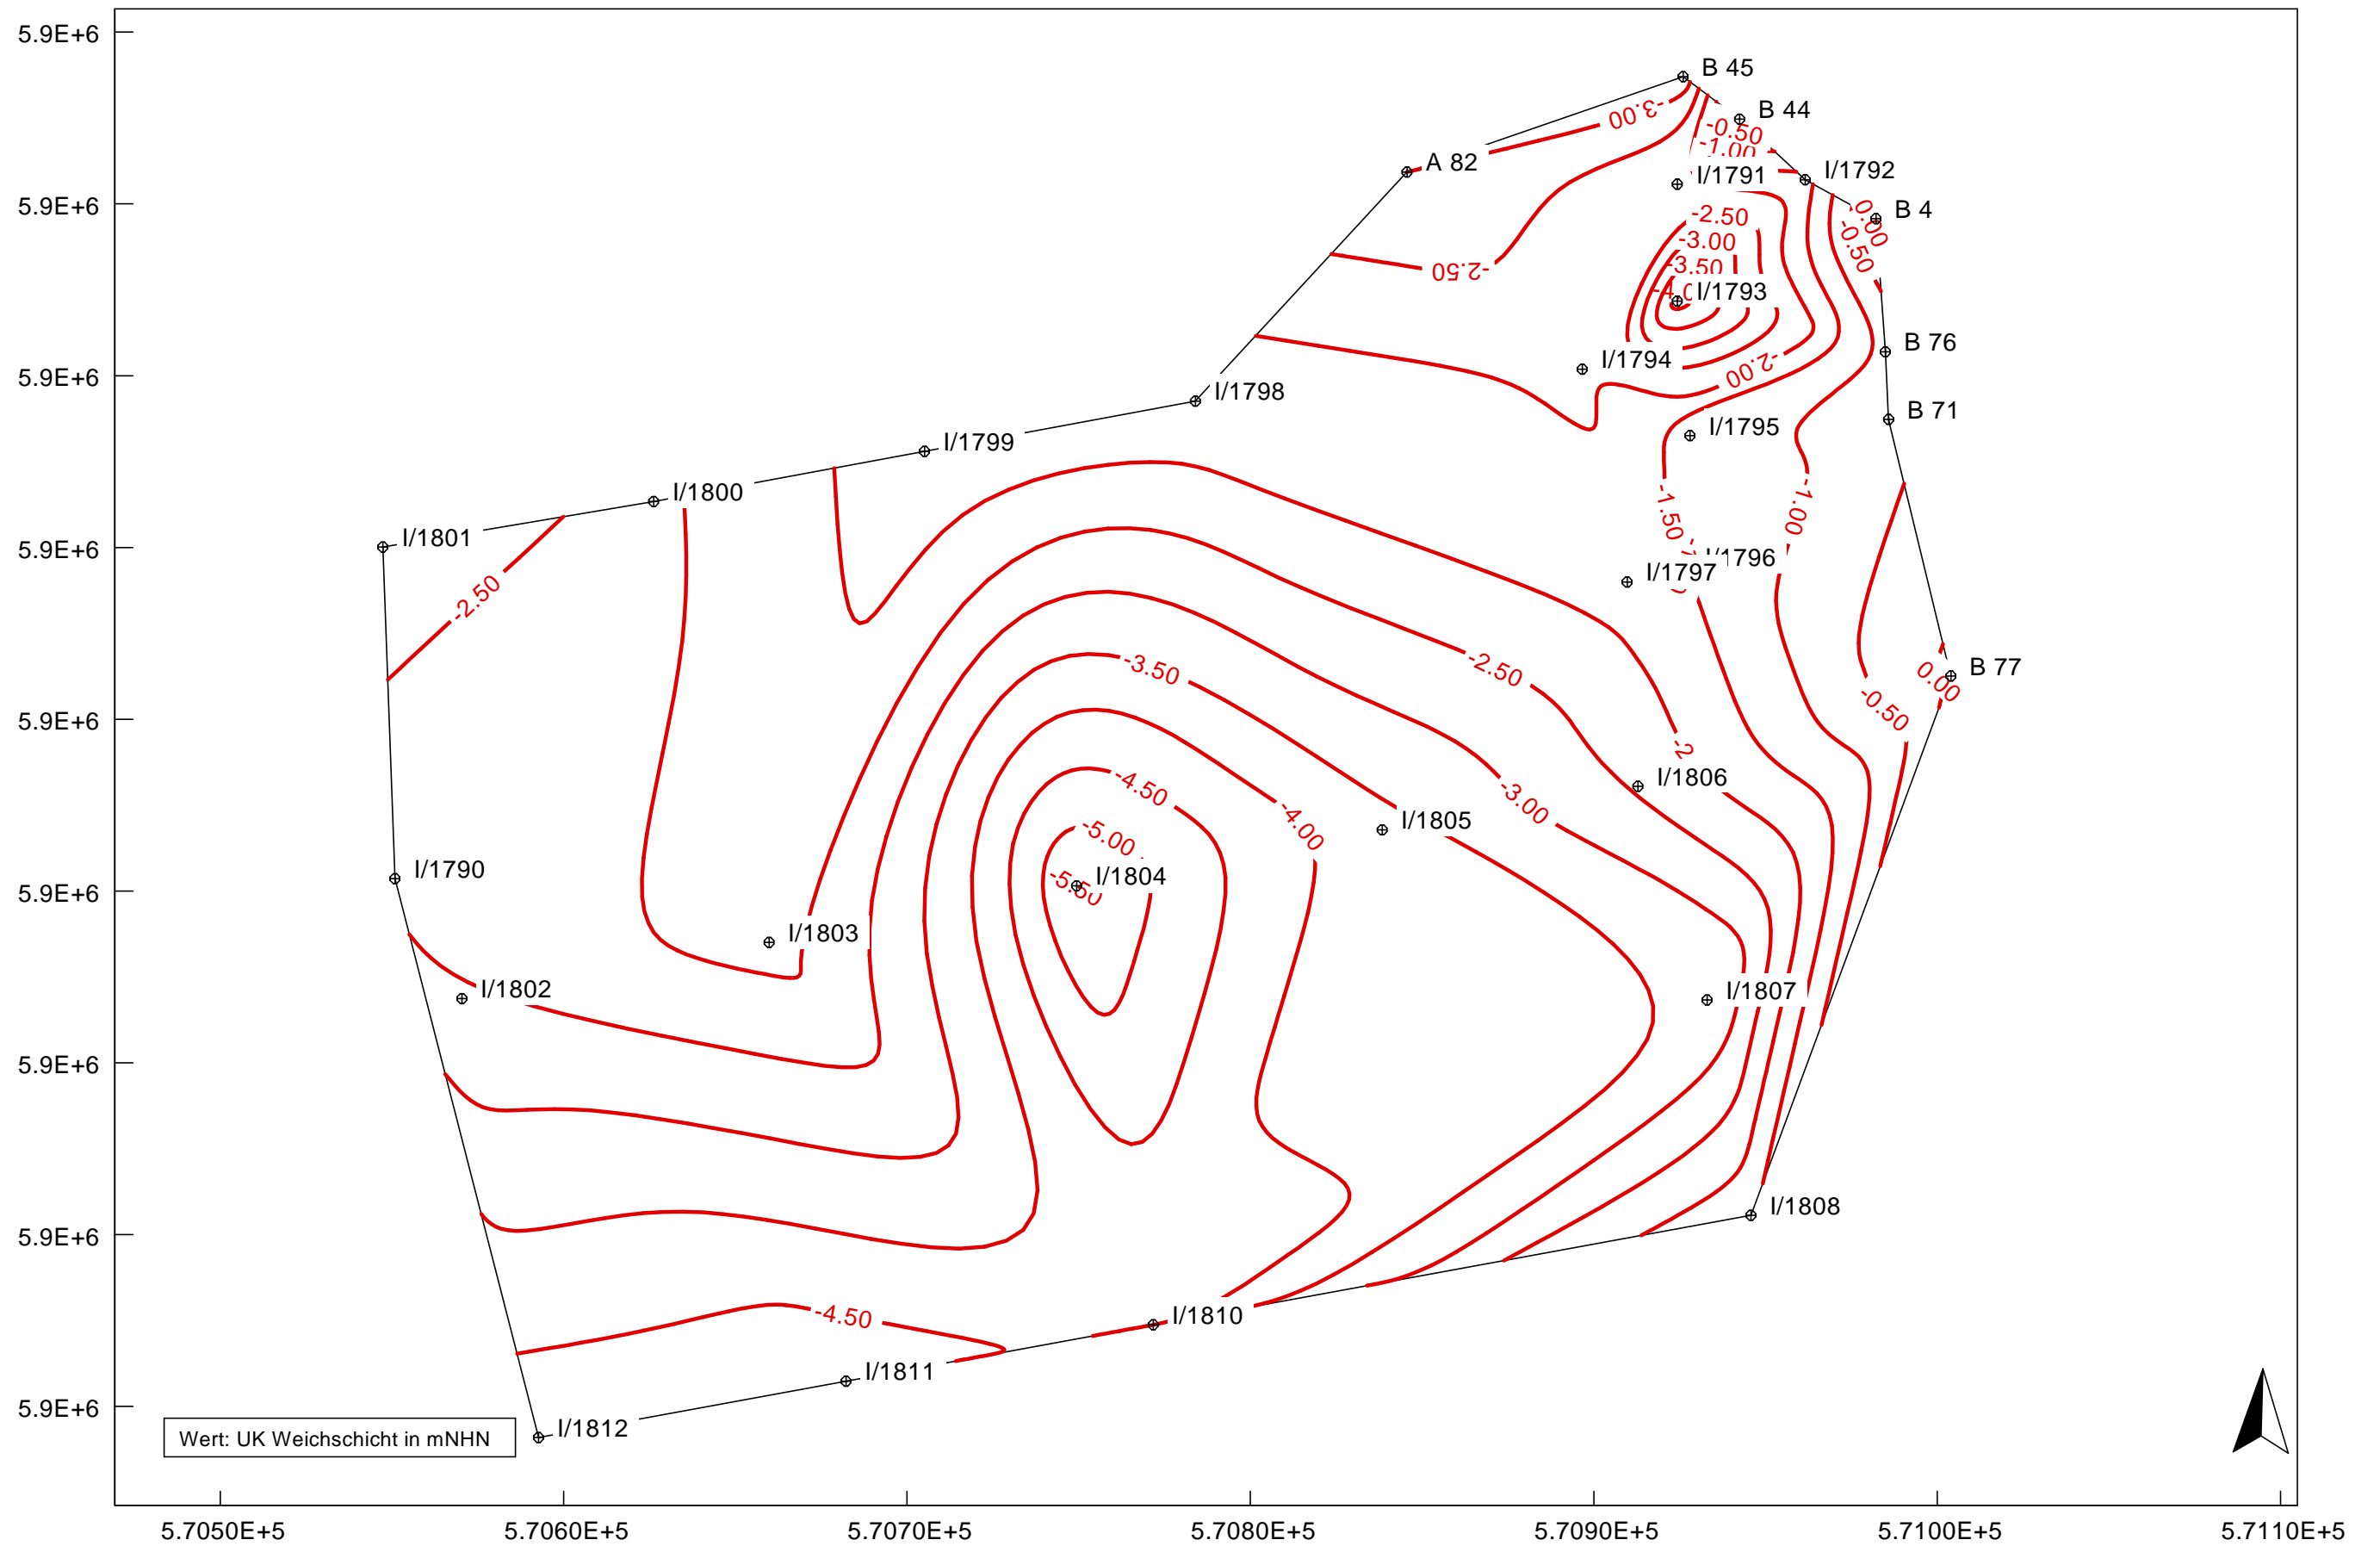 5.9E+6
B 45
B 44
-3.00
-0.50
-1.00
A 82
I/1791
I/1792
5.9E+6
B 4
0.00
-0.50
-2.50
-3.00
-3.50
-2.50
I/1793
B 76
I/1794
5.9E+6
-2.00
I/1798
B 71
I/1795
I/1799
I/1800
-1.50
-1.00
I/1801
5.9E+6
I/1797
-2.50
-3.50
-2.50
B 77
0.00
-0.50
5.9E+6
-2
I/1806
-4.50
-3.00
-4.00
I/1805
-5.00
I/1790
I/1804
-5.50
5.9E+6
I/1803
I/1802
I/1807
5.9E+6
I/1808
5.9E+6
-4.50
I/1810
I/1811
5.9E+6
I/1812
Wert: UK Weichschicht in mNHN
5.7050E+5 5.7060E+5 5.7070E+5 5.7080E+5 5.7090E+5 5.7100E+5 5.7110E+5